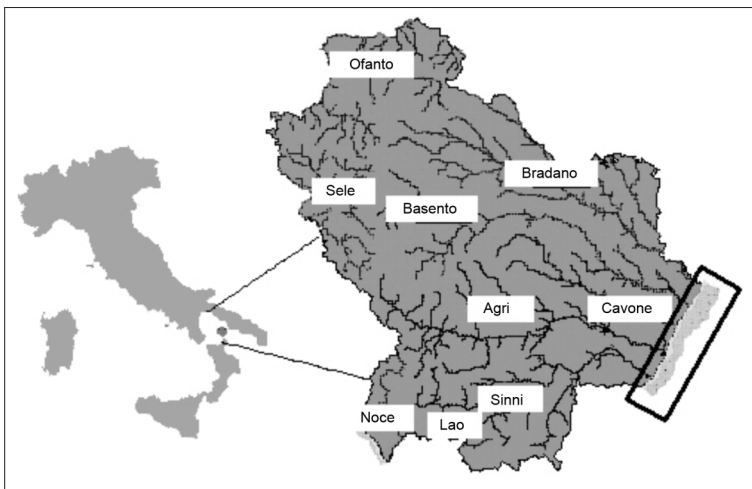 Ofanto
Bradano
Sele
Basento
Agri
Cavone
Sinni
Noce
Lao